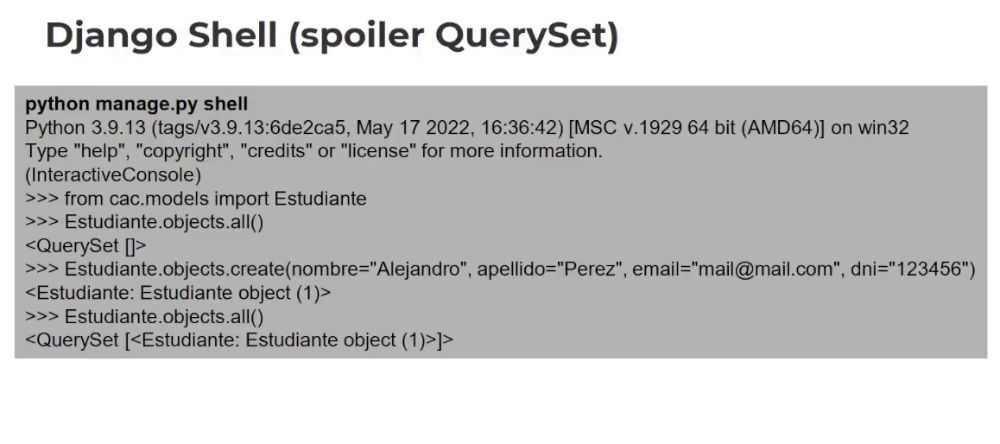 Django Shell (spoiler QuerySet)
python manage.py shell
Python 3.9.13 (tags/v3.9.13:6de2ca5, May 17 2022, 16:36:42) [MSC v.1929 64 bit (AMD64)] on win32
Type "help", "copyright", "credits" or "license" for more information.
(InteractiveConsole)
>>> from cac.models import Estudiante
>>> Estudiante.objects.all()
<QuerySet []>
>>> Estudiante.objects.create(nombre="Alejandro", apellido="Perez", email="mail@mail.com", dni="123456")
<Estudiante: Estudiante object (1)>
>>> Estudiante.objects.all()
<QuerySet [<Estudiante: Estudiante object (1)>]>